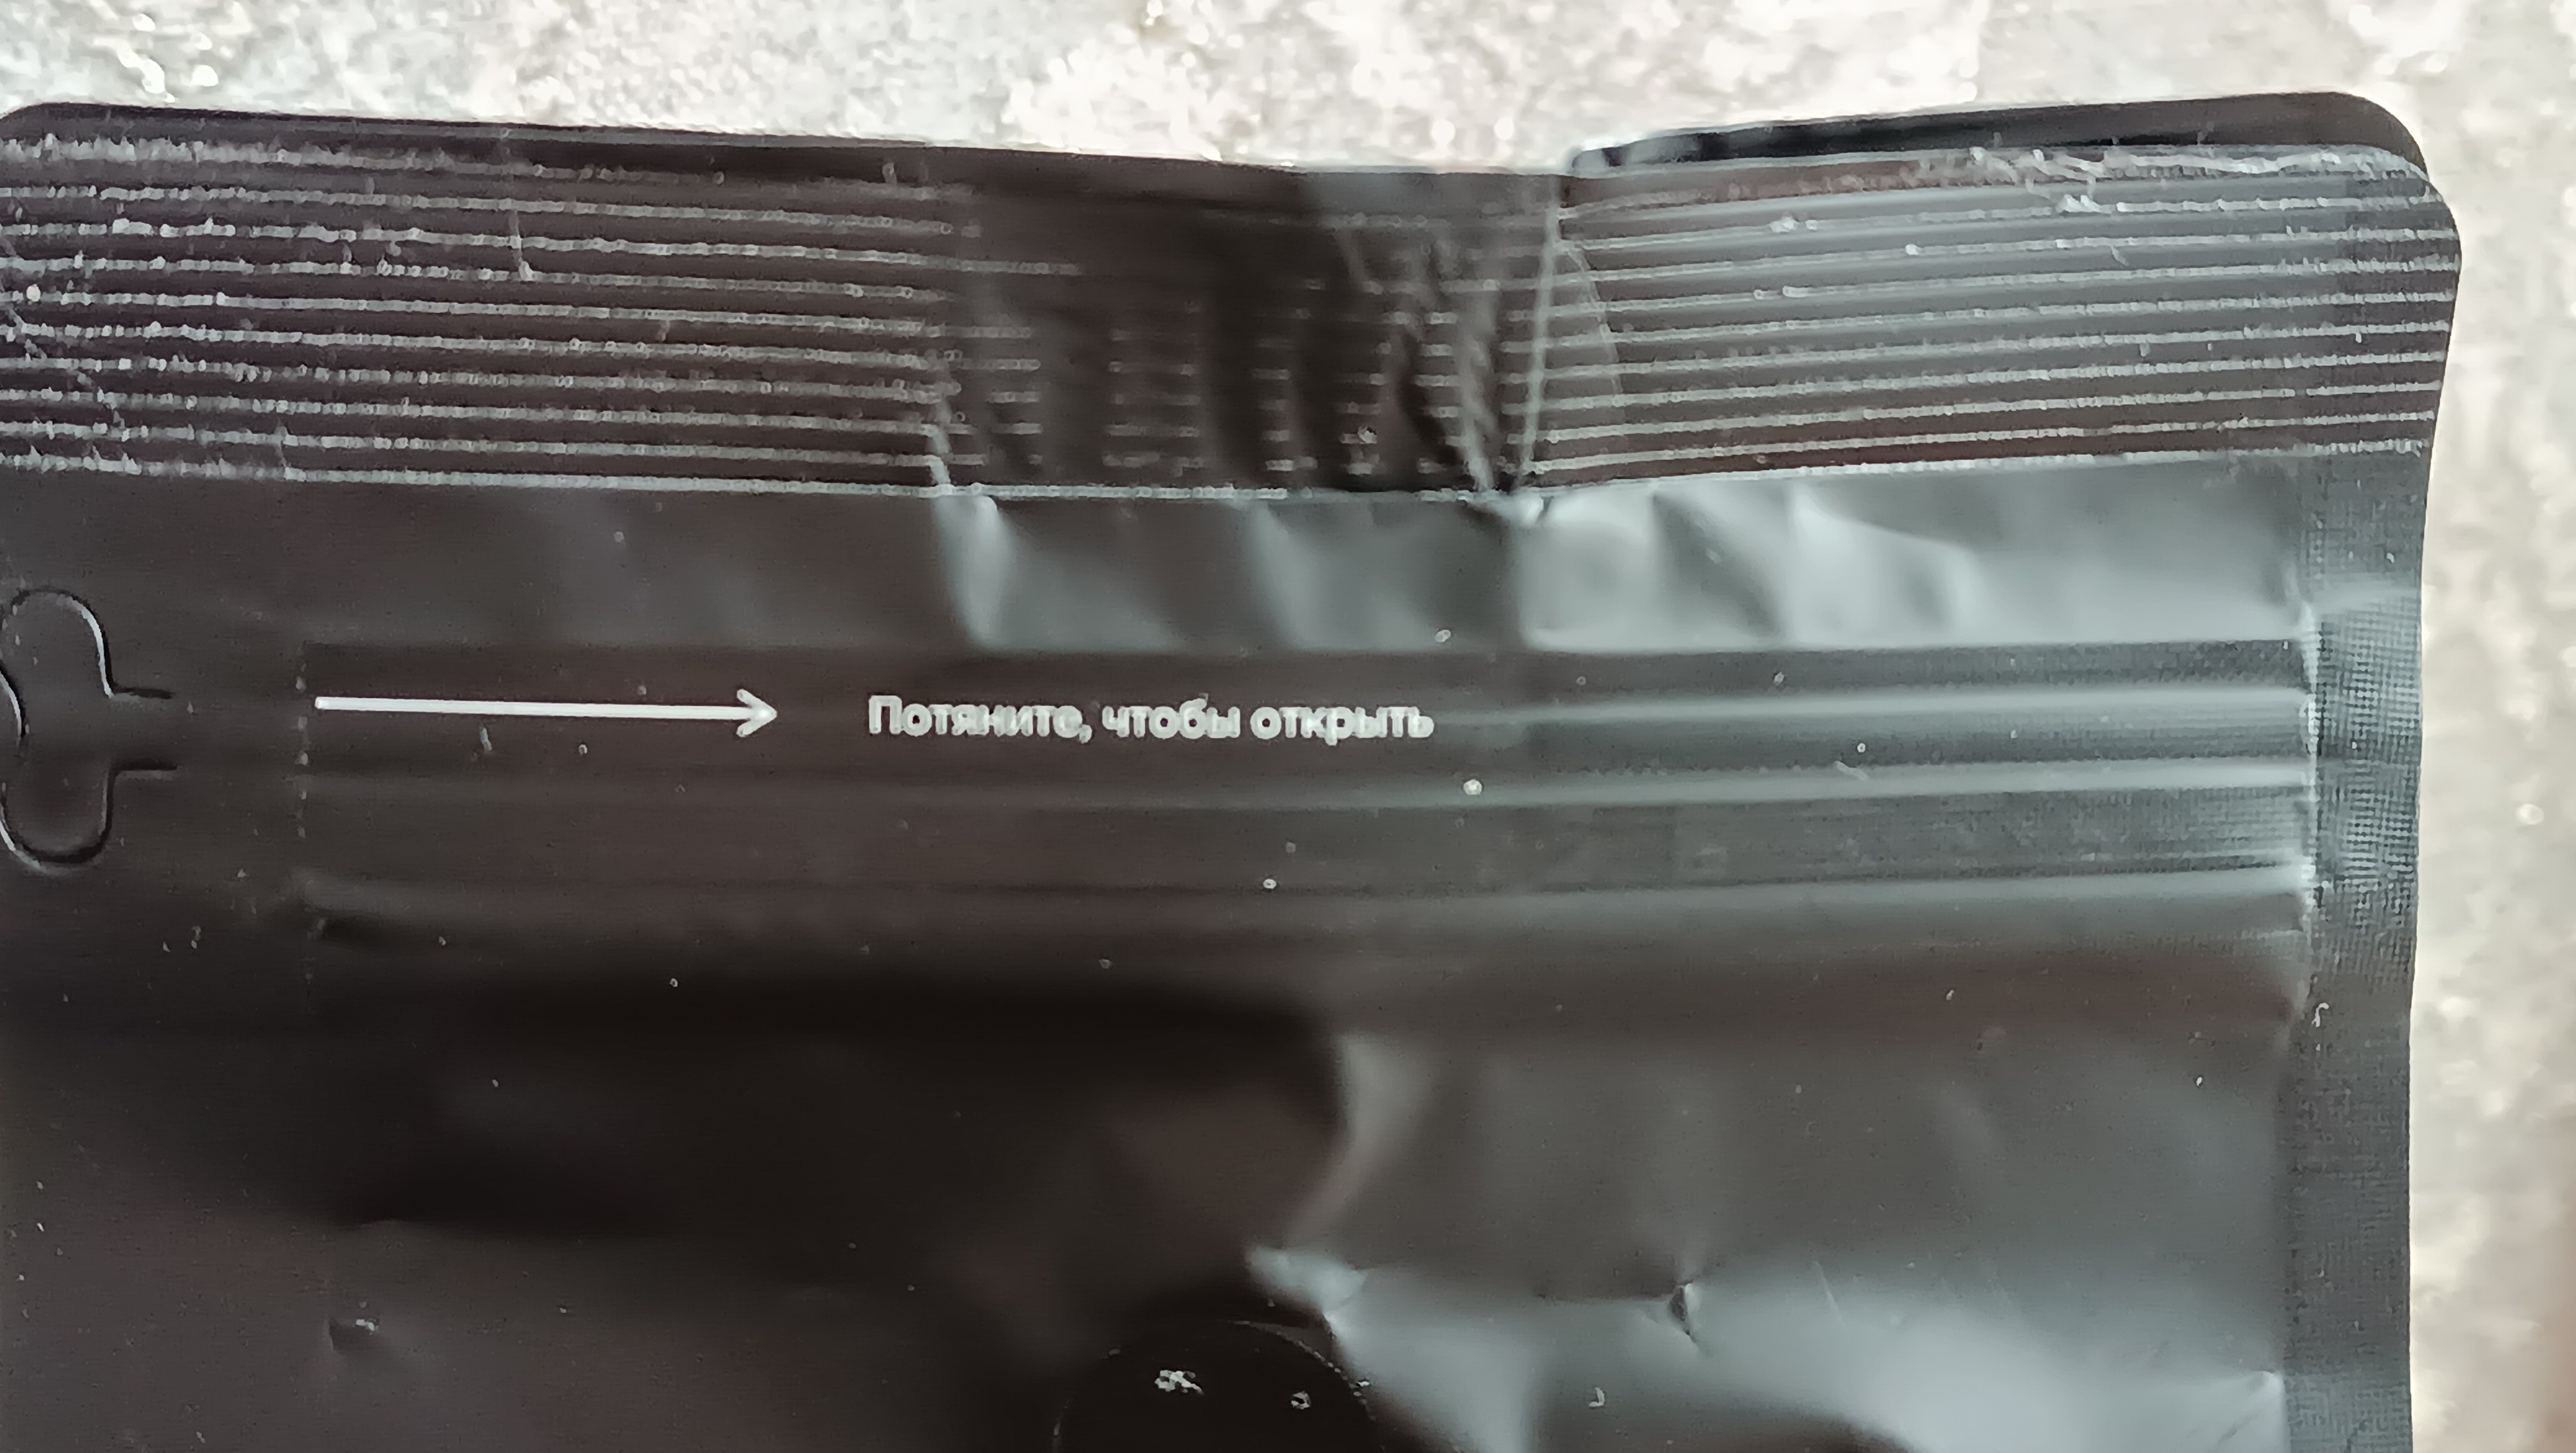 Потяните, чтобы открыть